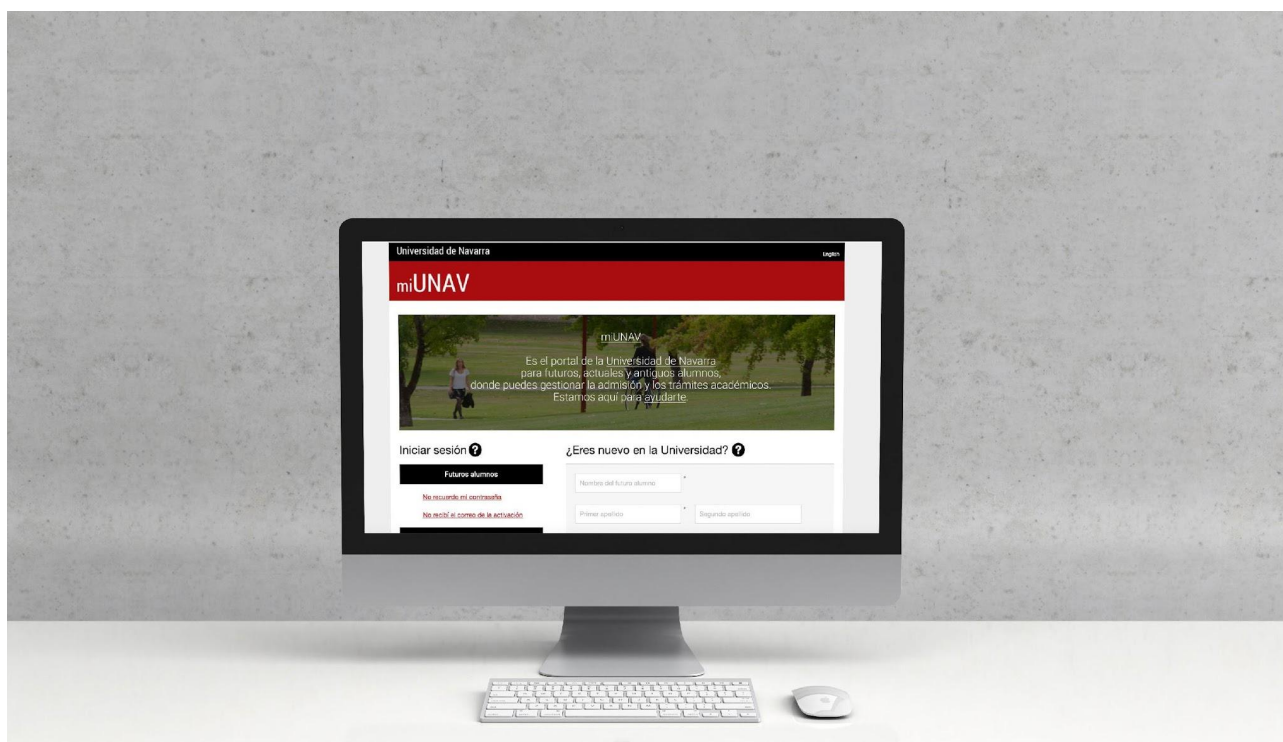 Universidad de Navarra
English
miUNAV
miUNAV
Es el portal de la Universidad de Navarra
para futuros, actuales y antiguos alumnos,
donde puedes gestionar la admisión y los trámites académicos.
Estamos aquí para ayudarte.
Iniciar sesión ?
¿Eres nuevo en la Universidad? ?
Futuros alumnos
Nombre del futuro alumno *
No recuerdo mi contraseña
No recibí el correo de la activación
Primer apellido *
Segundo apellido